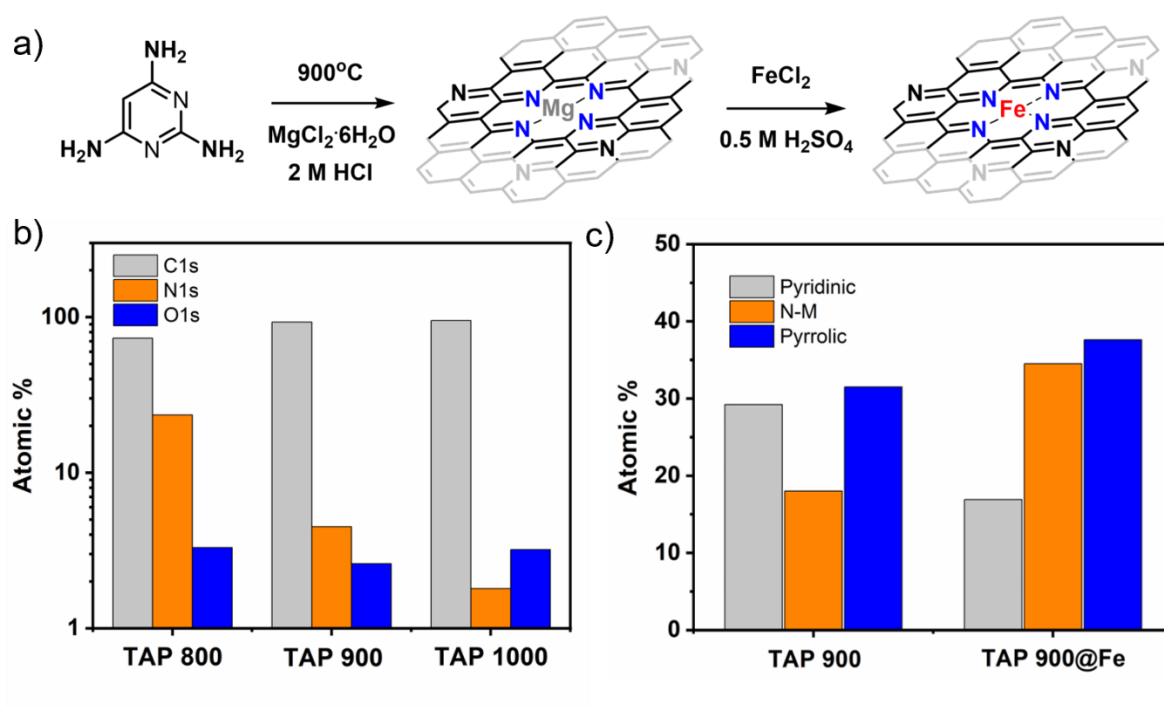 a)
NH2
N
H2N
N
NH2
900°C
MgCl2·6H2O
2 M HCl
N
N
N
N
Mg
N
N
N
N
FeCl2
0.5 M H2SO4
N
N
N
N
Fe
N
N
N
N
b)
Atomic %
100
10
1
C1s
N1s
O1s
TAP 800
TAP 900
TAP 1000
c)
Atomic %
50
40
30
20
10
0
Pyridinic
N-M
Pyrrolic
TAP 900
TAP 900@Fe